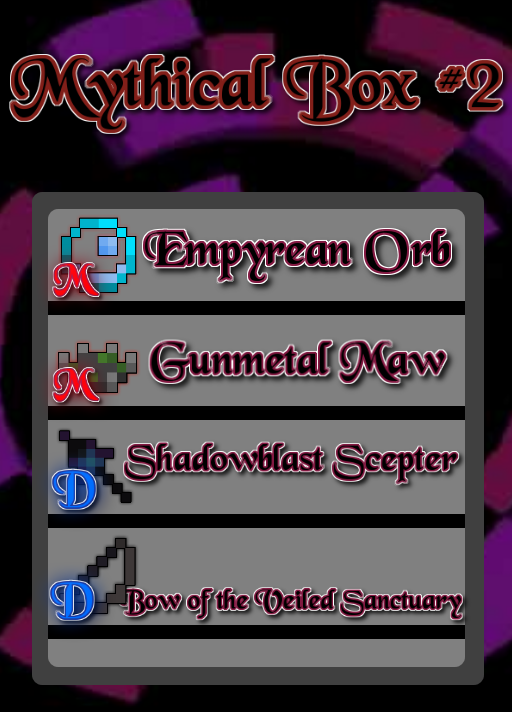 Mythical Box #2
M Empyrean Orb
M Gunmetal Maw
D Shadowblast Scepter
D Bow of the Veiled Sanctuary